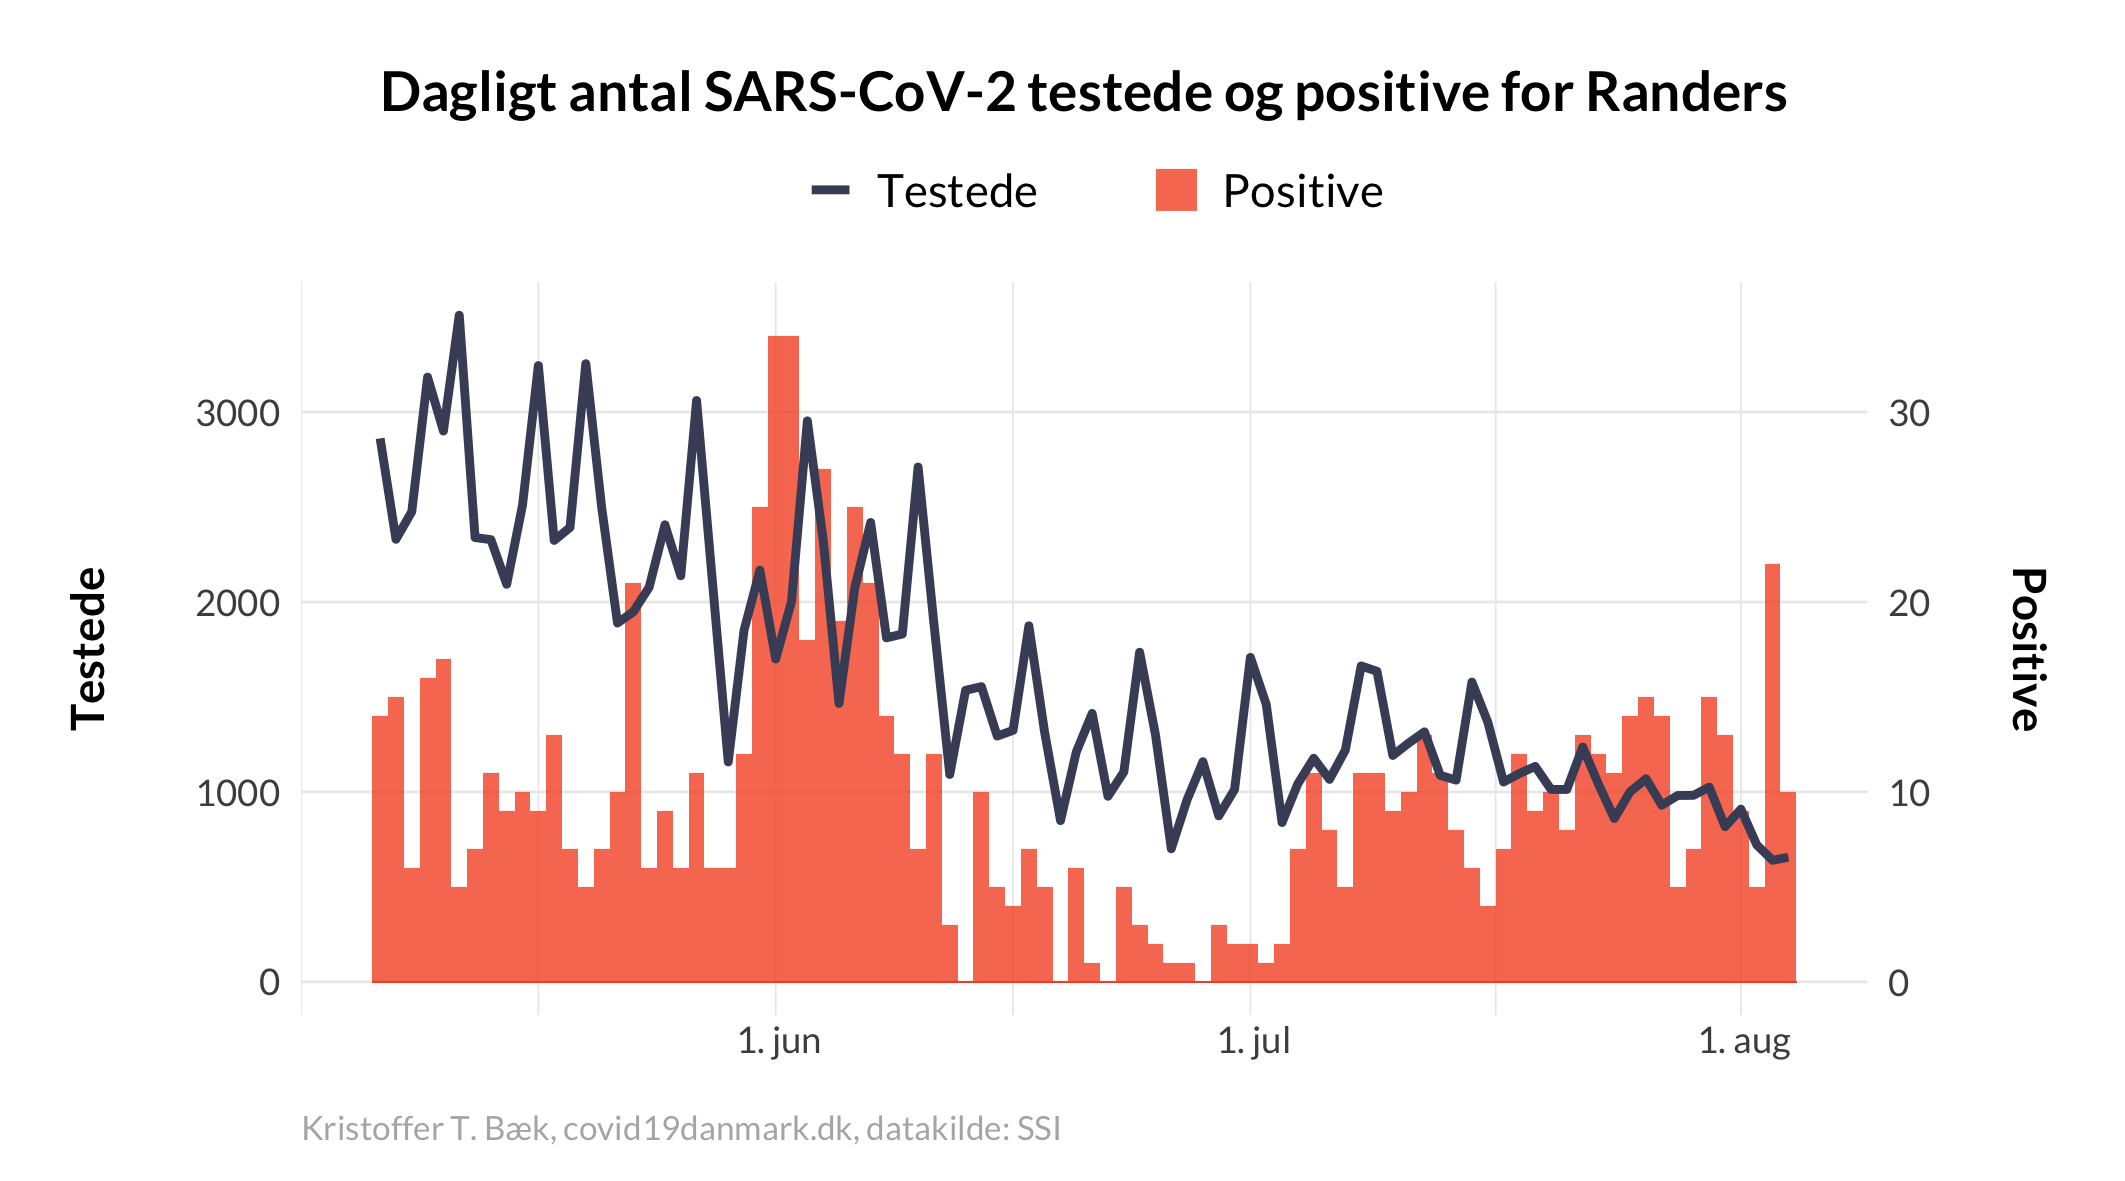 Dagligt antal SARS-CoV-2 testede og positive for Randers
Testede
Positive
3000
2000
1000
0
30
20
10
0
Testede
Positive
1. jun
1. jul
1. aug
Kristoffer T. Bæk, covid19danmark.dk, datakilde: SSI